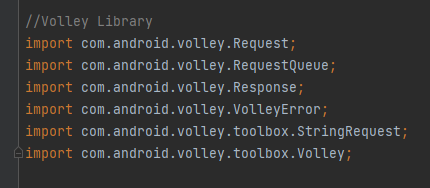 //Volley Library
import com.android.volley.Request;
import com.android.volley.RequestQueue;
import com.android.volley.Response;
import com.android.volley.VolleyError;
import com.android.volley.toolbox.StringRequest;
import com.android.volley.toolbox.Volley;